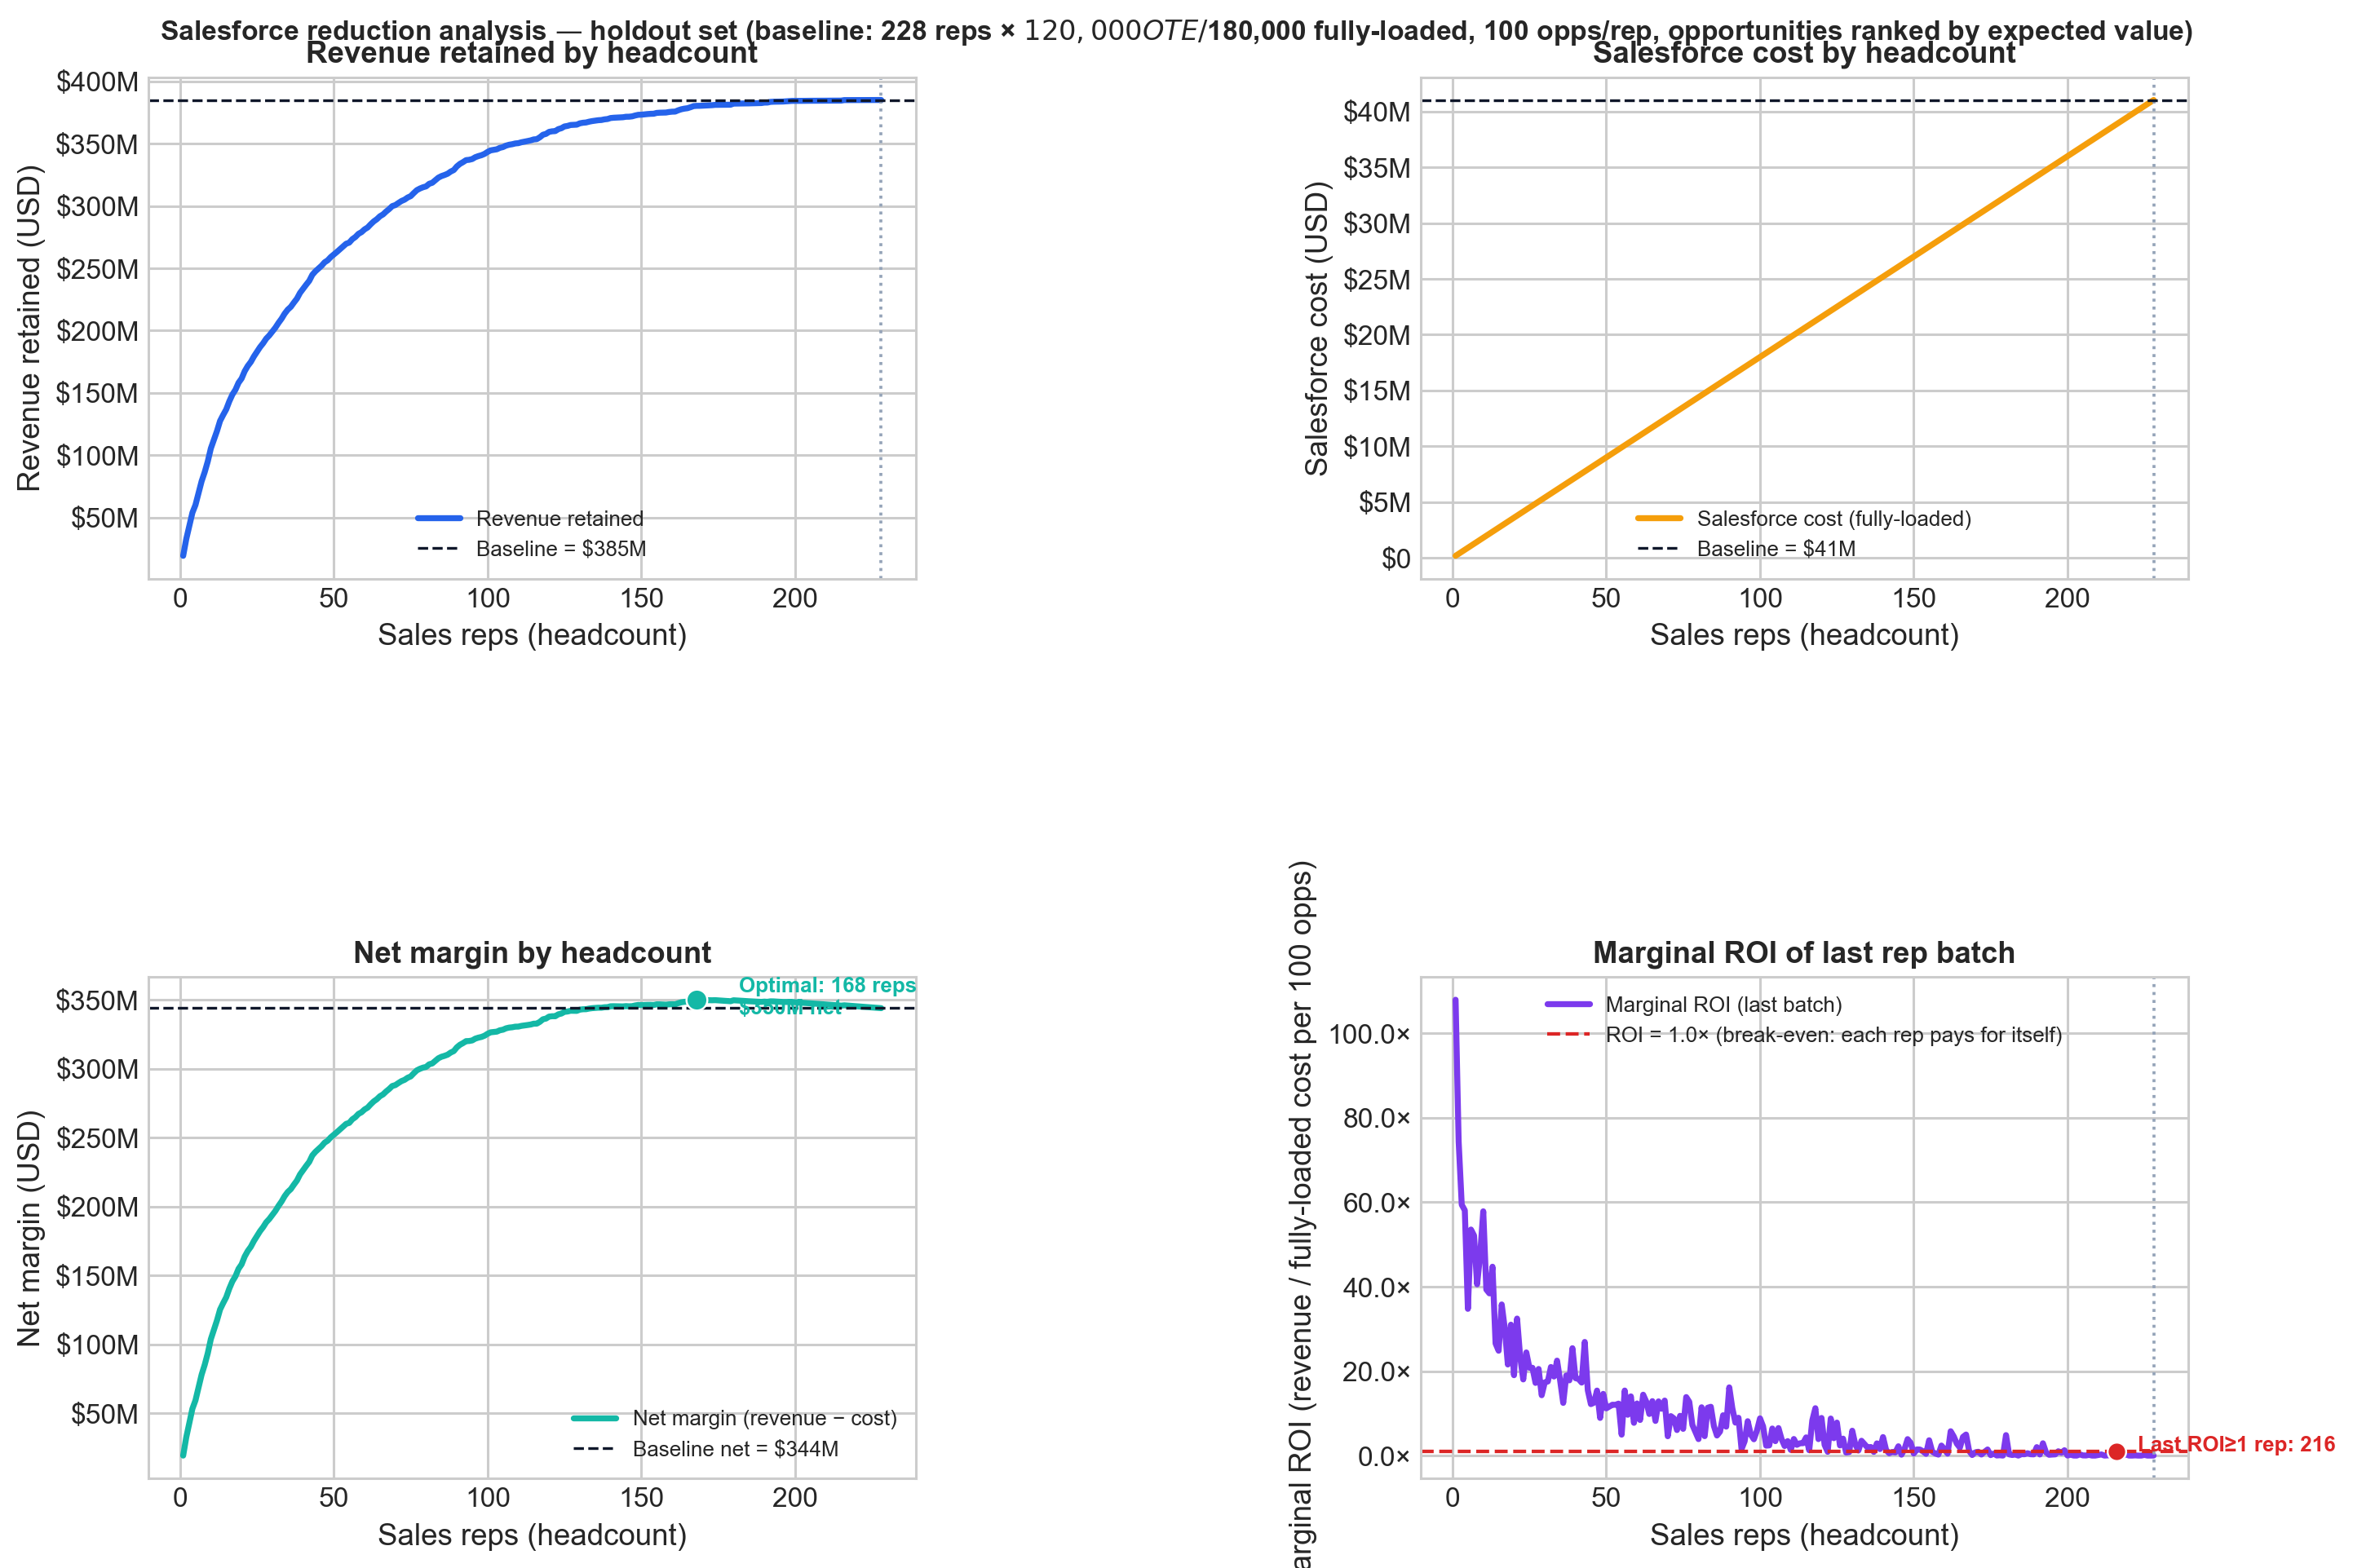 Salesforce reduction analysis — holdout set (baseline: 228 reps × 120,000OTE/180,000 fully-loaded, 100 opps/rep, opportunities ranked by expected value)
Revenue retained by headcount
$400M
$350M
$300M
$250M
$200M
$150M
$100M
$50M
Revenue retained (USD)
Revenue retained
Baseline = $385M
0 50 100 150 200
Sales reps (headcount)
Salesforce cost by headcount
$40M
$35M
$30M
$25M
$20M
$15M
$10M
$5M
$0
Salesforce cost (USD)
Salesforce cost (fully-loaded)
Baseline = $41M
0 50 100 150 200
Sales reps (headcount)
Net margin by headcount
$350M
$300M
$250M
$200M
$150M
$100M
$50M
Net margin (USD)
Optimal: 168 reps
$350M net
Net margin (revenue − cost)
Baseline net = $344M
0 50 100 150 200
Sales reps (headcount)
Marginal ROI of last rep batch
100.0×
80.0×
60.0×
40.0×
20.0×
0.0×
arginal ROI (revenue / fully-loaded cost per 100 opps)
Marginal ROI (last batch)
ROI = 1.0× (break-even: each rep pays for itself)
Last ROI≥1 rep: 216
0 50 100 150 200
Sales reps (headcount)